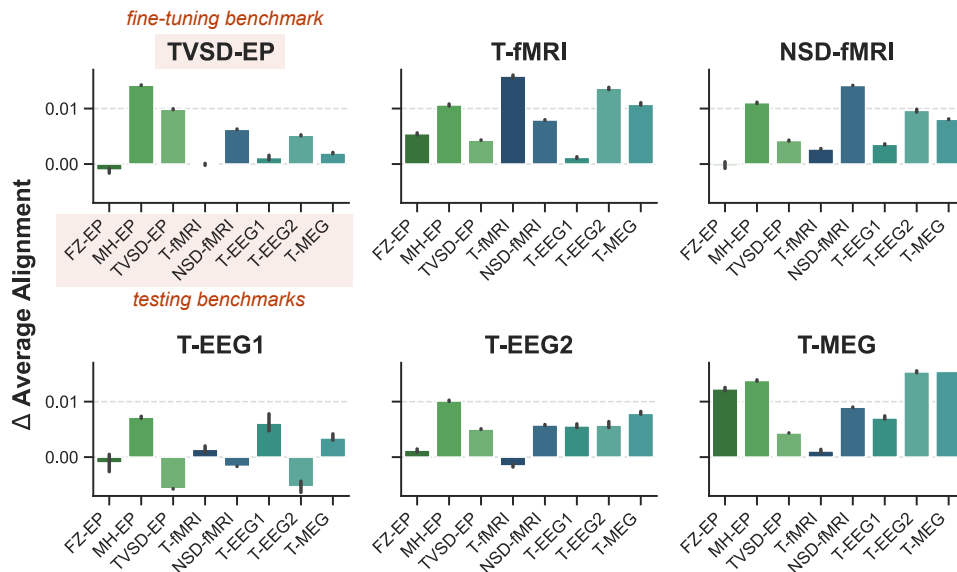 fine-tuning benchmark
TVSD-EP
T-fMRI
NSD-fMRI
0.01
0.00
FZ-EP
MH-EP
TVSD-EP
T-fMRI
NSD-fMRI
T-EEG1
T-EEG2
T-MEG
FZ-EP
MH-EP
TVSD-EP
T-fMRI
NSD-fMRI
T-EEG1
T-EEG2
T-MEG
FZ-EP
MH-EP
TVSD-EP
T-fMRI
NSD-fMRI
T-EEG1
T-EEG2
T-MEG
Δ Average Alignment
testing benchmarks
T-EEG1
T-EEG2
T-MEG
0.01
0.00
FZ-EP
MH-EP
TVSD-EP
T-fMRI
NSD-fMRI
T-EEG1
T-EEG2
T-MEG
FZ-EP
MH-EP
TVSD-EP
T-fMRI
NSD-fMRI
T-EEG1
T-EEG2
T-MEG
FZ-EP
MH-EP
TVSD-EP
T-fMRI
NSD-fMRI
T-EEG1
T-EEG2
T-MEG